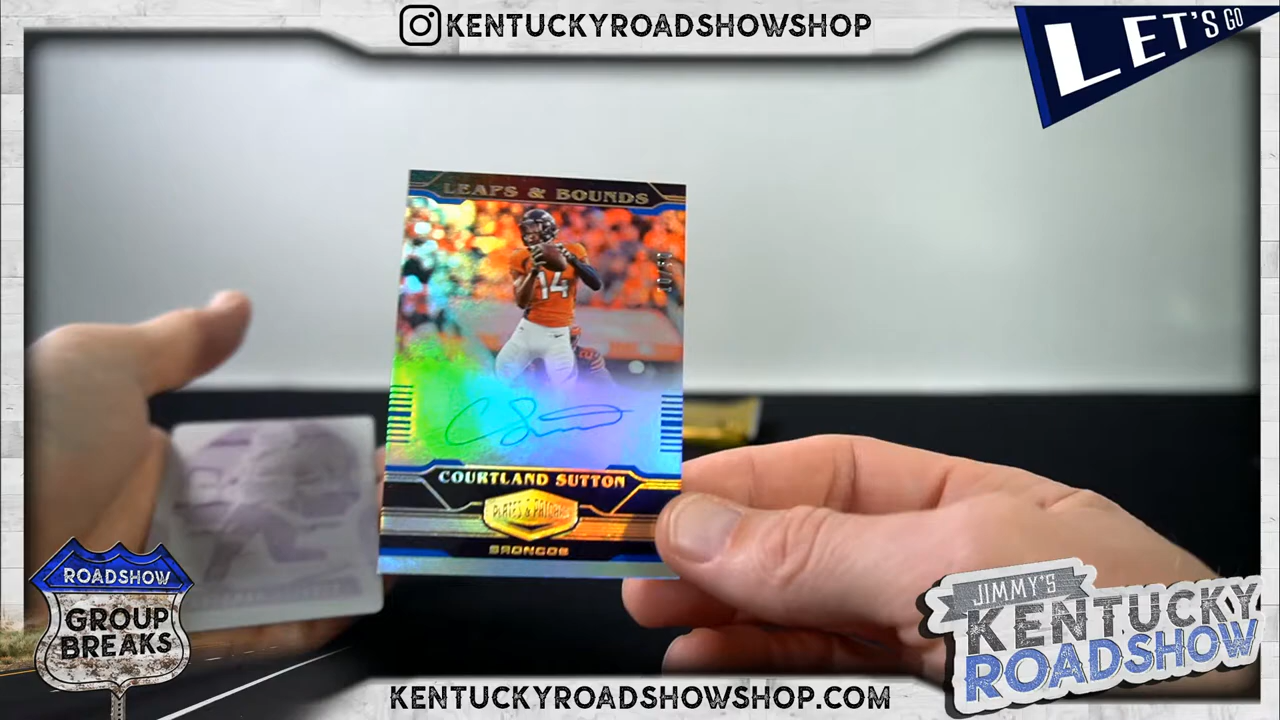 KENTUCKYROADSHOWSHOP
LET'S GO
LEAPS & BOUNDS
14
COURTLAND SUTTON
PLATES & PATCHES
BRONCOS
ROADSHOW
GROUP
BREAKS
JIMMY'S
KENTUCKY
ROADSHOW
KENTUCKYROADSHOWSHOP.COM